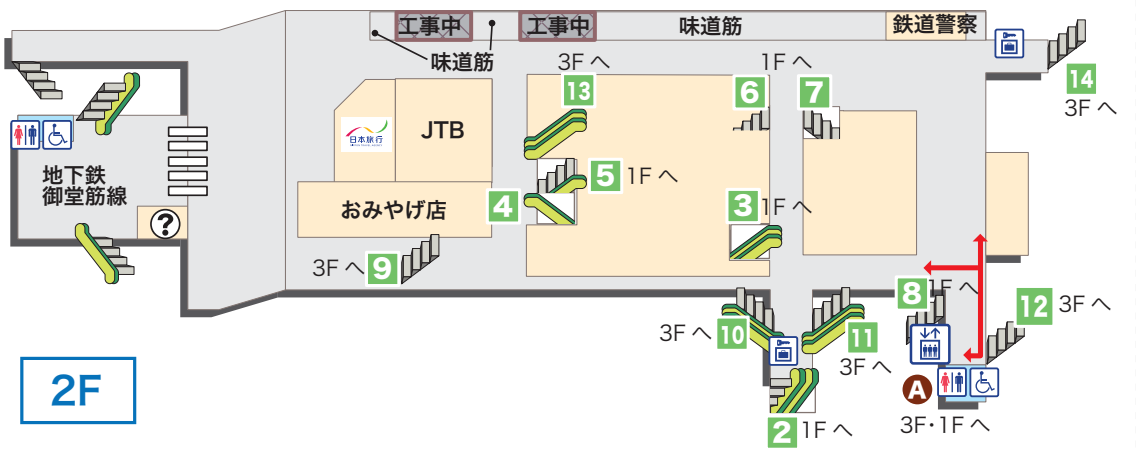 工事中
工事中
味道筋
鉄道警察
味道筋
3F へ
13
1F へ
6
7
14
3F へ
日本旅行
JTB
地下鉄
御堂筋線
5
1F へ
4
おみやげ店
3
1F へ
?
3F へ
9
8
1F へ
12
3F へ
3F へ
10
11
3F へ
2F
A
2
1F へ
3F･1F へ